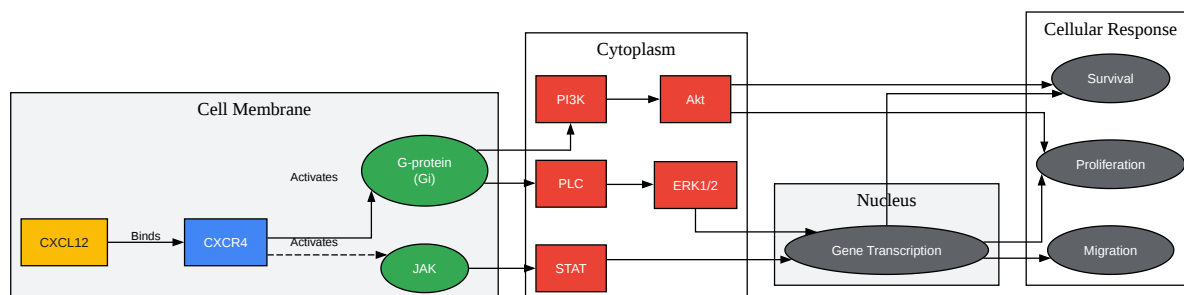 Cell Membrane
CXCL12
Binds
CXCR4
Activates
Activates
G-protein
(Gi)
JAK
Cytoplasm
PI3K
Akt
PLC
ERK1/2
STAT
Nucleus
Gene Transcription
Cellular Response
Survival
Proliferation
Migration